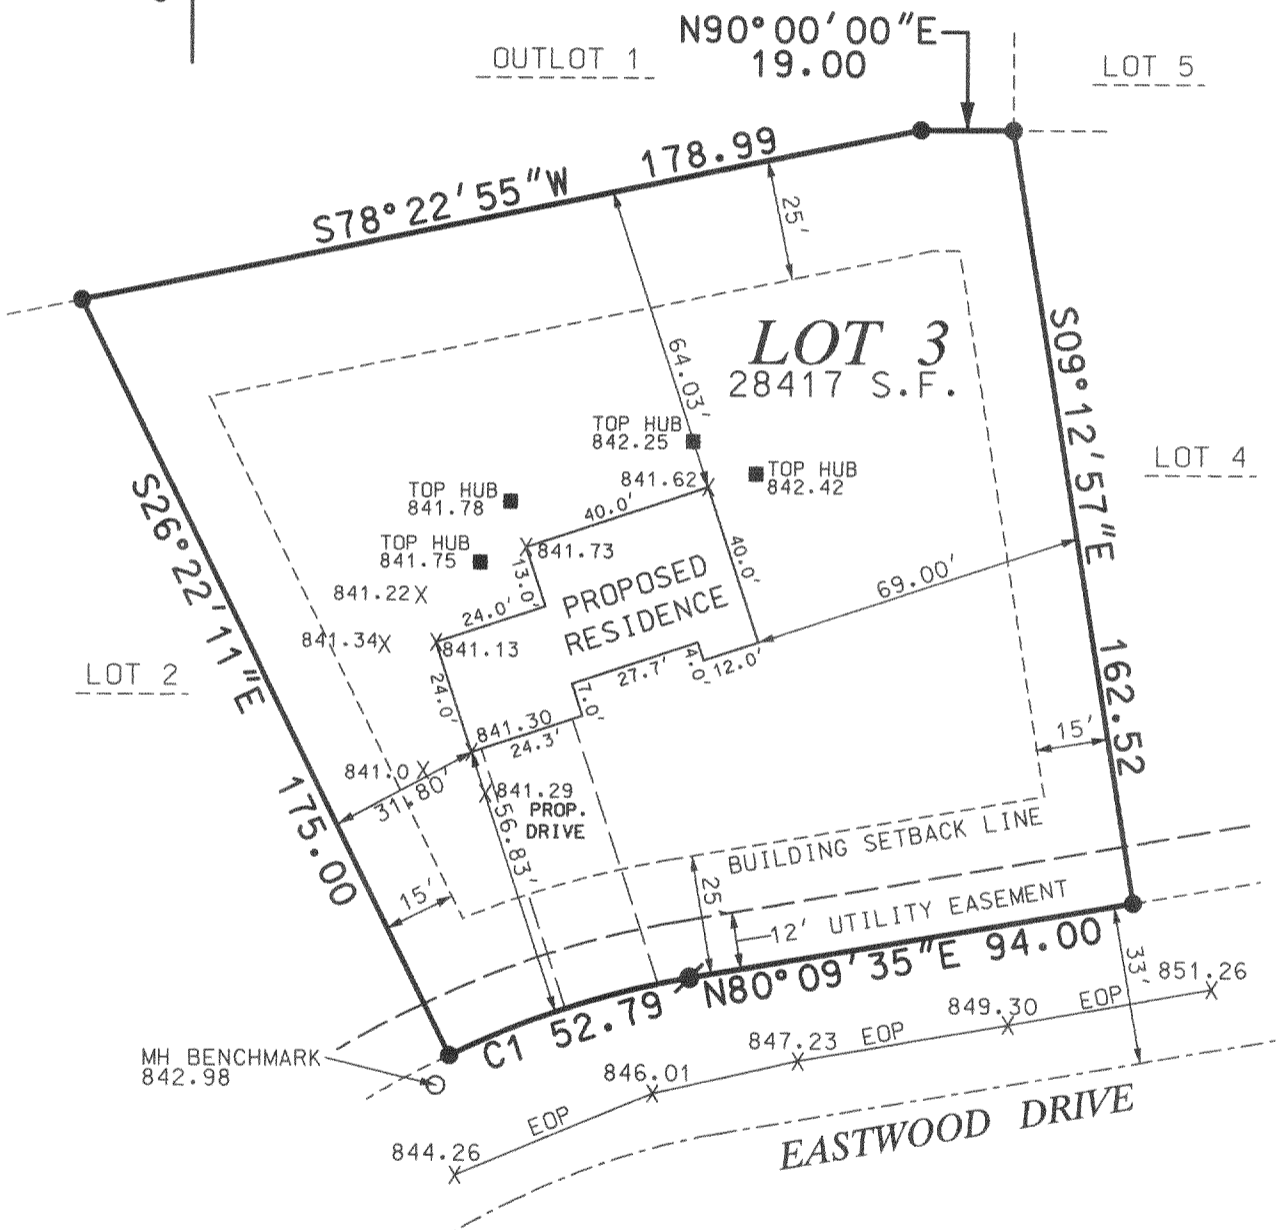 N90°00'00"E
19.00
OUTLOT 1
LOT 5
178.99
S78°22'55"W
25'
LOT 3
28417 S.F.
64.03'
S09°12'57"E
162.52
TOP HUB
842.25
TOP HUB
842.42
LOT 4
841.62
TOP HUB
841.78
40.0'
TOP HUB
841.75
841.73
13.0'
40.0'
69.00'
PROPOSED
RESIDENCE
841.22
24.0'
841.34
841.13
S26°22'11"E
175.00
LOT 2
24.0'
27.7'
4.0'
12.0'
7.0'
841.30
24.3'
15'
841.0
31.80'
841.29
PROP.
DRIVE
56.83'
BUILDING SETBACK LINE
15'
25'
12' UTILITY EASEMENT
N80°09'35"E 94.00
C1 52.79
33'
851.26
EOP
849.30
EOP
847.23
MH BENCHMARK
842.98
846.01
EOP
844.26
EASTWOOD DRIVE